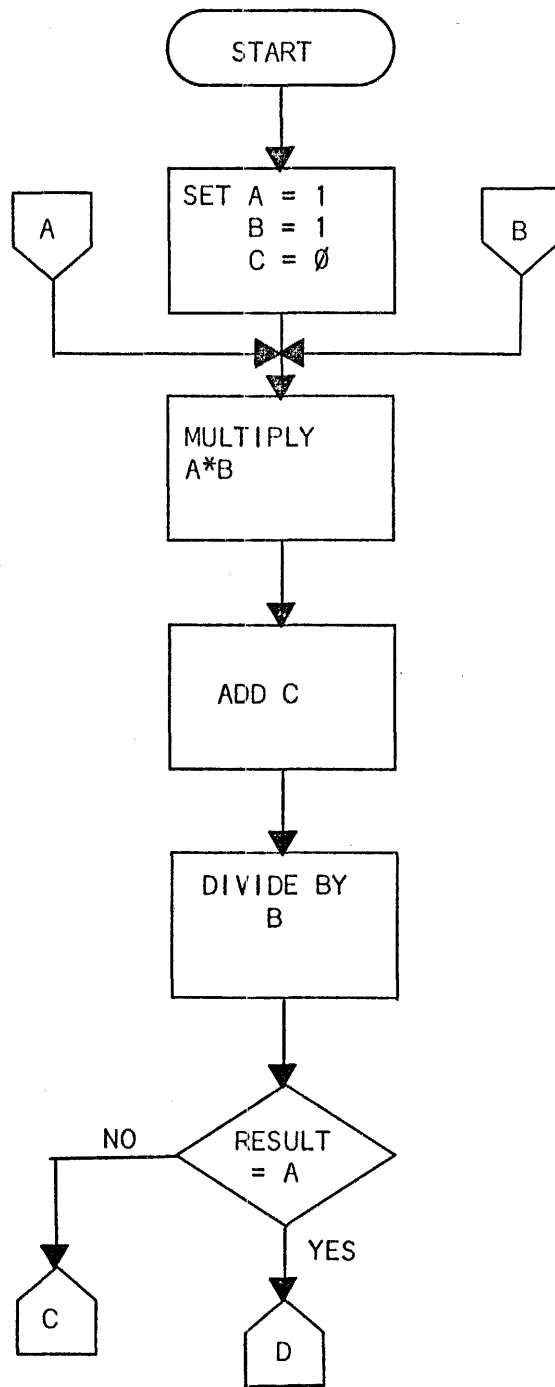 START
SET A = 1
B = 1
C = Ø
A
B
MULTIPLY
A*B
ADD C
DIVIDE BY
B
RESULT
= A
NO
YES
C
D